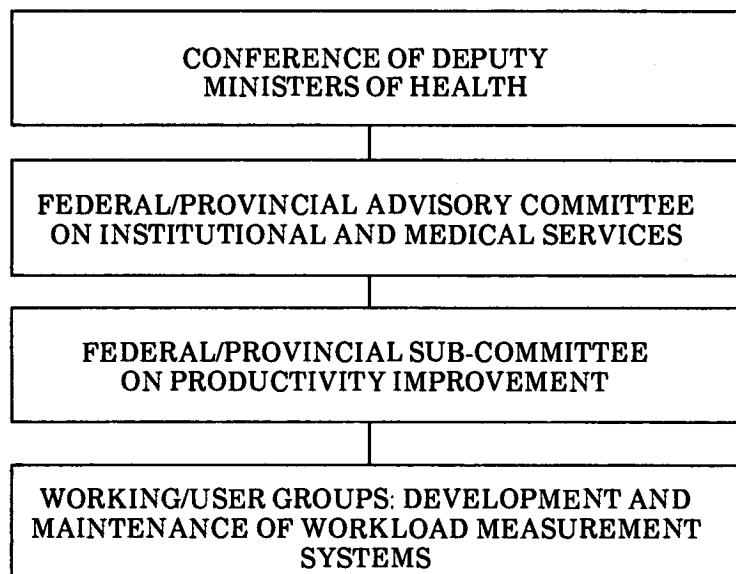 CONFERENCE OF DEPUTY
MINISTERS OF HEALTH
FEDERAL/PROVINCIAL ADVISORY COMMITTEE
ON INSTITUTIONAL AND MEDICAL SERVICES
FEDERAL/PROVINCIAL SUB-COMMITTEE
ON PRODUCTIVITY IMPROVEMENT
WORKING/USER GROUPS: DEVELOPMENT AND
MAINTENANCE OF WORKLOAD MEASUREMENT
SYSTEMS